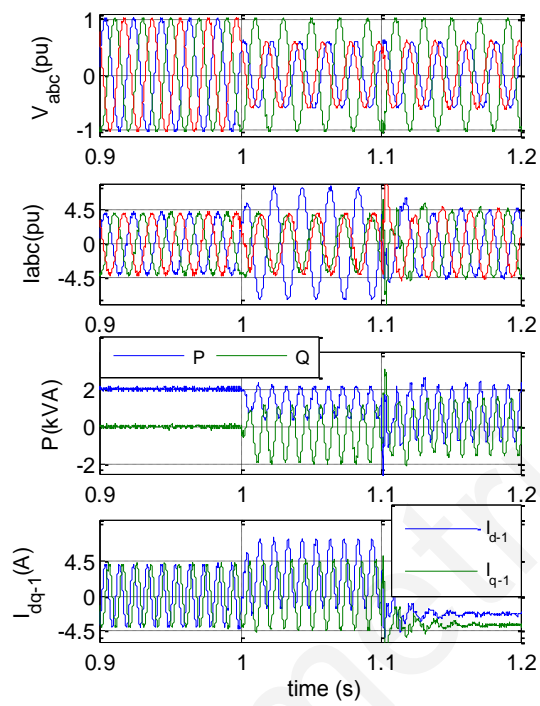 V_abc(pu)
1
0
-1
0.9 1 1.1 1.2
Iabc(pu)
4.5
0
-4.5
0.9 1 1.1 1.2
P Q
P(kVA)
2
0
-2
0.9 1 1.1 1.2
I_dq-1(A)
4.5
0
-4.5
I_d-1
I_q-1
0.9 1 1.1 1.2
time (s)